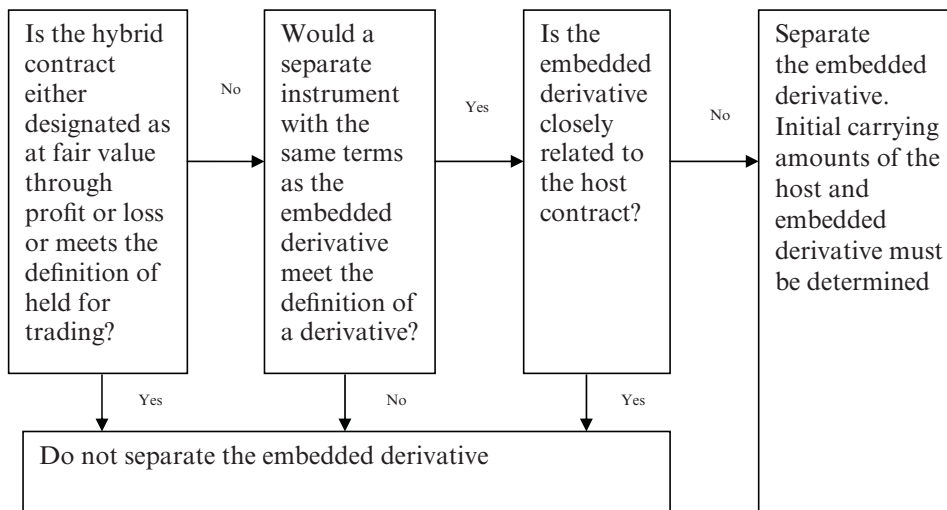 Is the hybrid
contract
either
designated as
at fair value
through
profit or loss
or meets the
definition of
held for
trading?
No
Would a
separate
instrument
with the
same terms
as the
embedded
derivative
meet the
definition of
a derivative?
Yes
Is the
embedded
derivative
closely
related to
the host
contract?
No
Separate
the embedded
derivative.
Initial carrying
amounts of the
host and
embedded
derivative must
be determined
Yes
No
Yes
Do not separate the embedded derivative